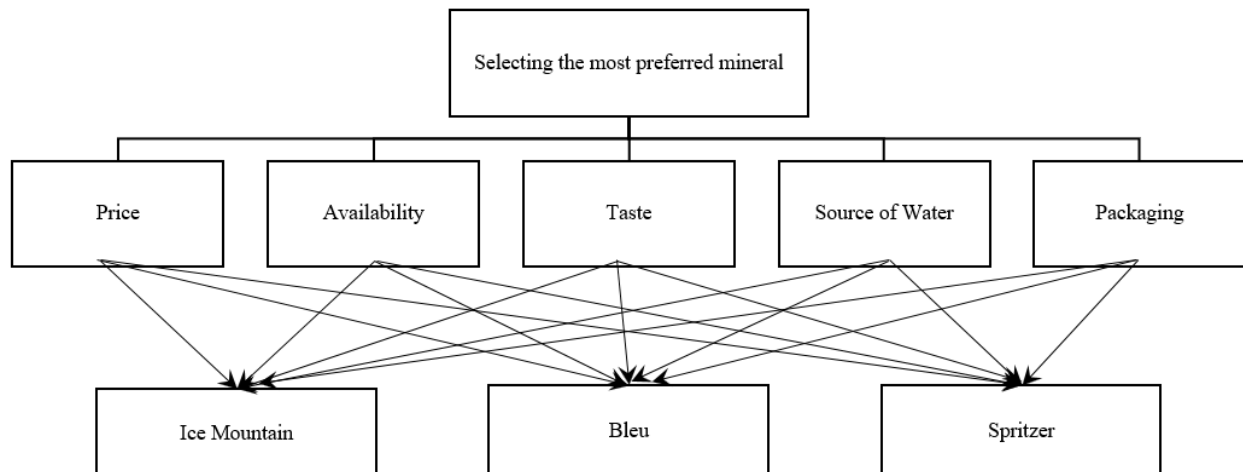 Selecting the most preferred mineral
Price
Availability
Taste
Source of Water
Packaging
Ice Mountain
Bleu
Spritzer